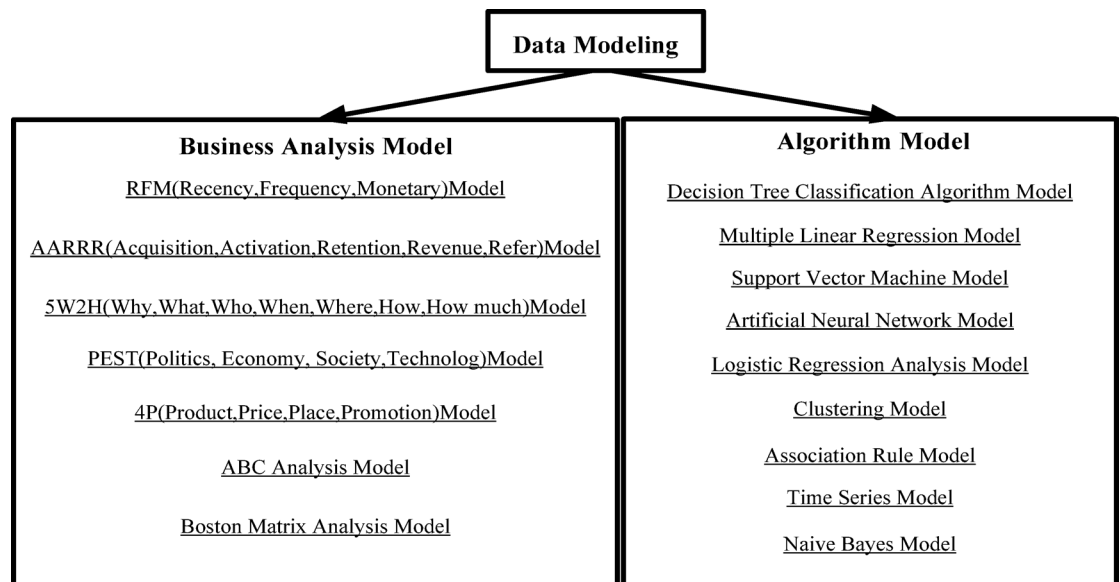 Data Modeling
Business Analysis Model
RFM(Recency,Frequency,Monetary)Model
AARRR(Acquisition,Activation,Retention,Revenue,Refer)Model
5W2H(Why,What,Who,When,Where,How,How much)Model
PEST(Politics, Economy, Society,Technolog)Model
4P(Product,Price,Place,Promotion)Model
ABC Analysis Model
Boston Matrix Analysis Model
Algorithm Model
Decision Tree Classification Algorithm Model
Multiple Linear Regression Model
Support Vector Machine Model
Artificial Neural Network Model
Logistic Regression Analysis Model
Clustering Model
Association Rule Model
Time Series Model
Naive Bayes Model